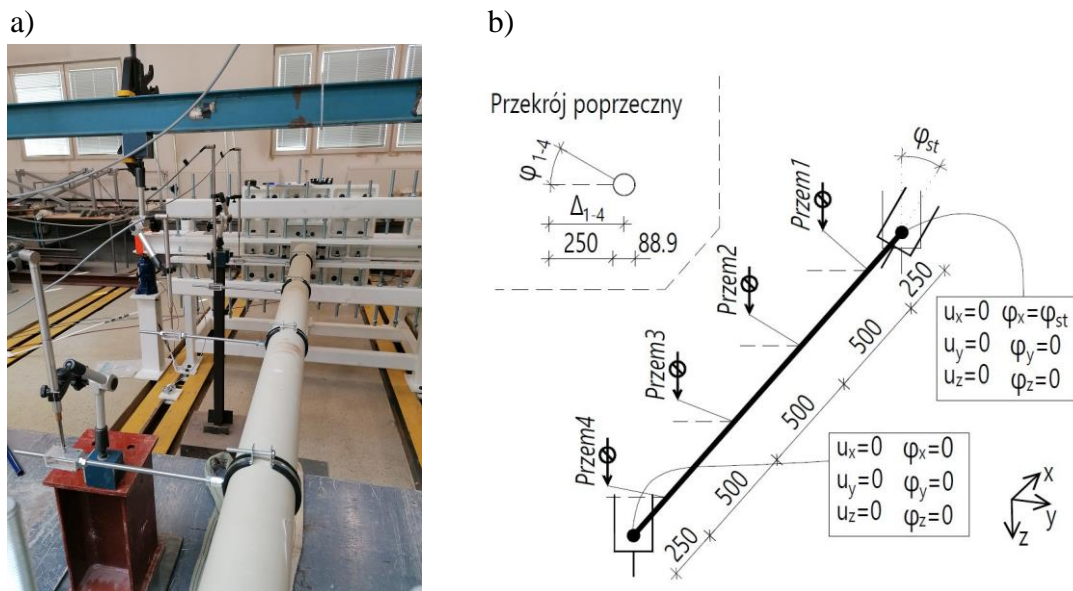 a)
b)
Przekrój poprzeczny
φ1-4
Δ1-4
250
88.9
φst
Przem1
Przem2
Przem3
Przem4
250
500
500
500
250
ux=0 φx=φst
uy=0 φy=0
uz=0 φz=0
ux=0 φx=0
uy=0 φy=0
uz=0 φz=0
x
y
z